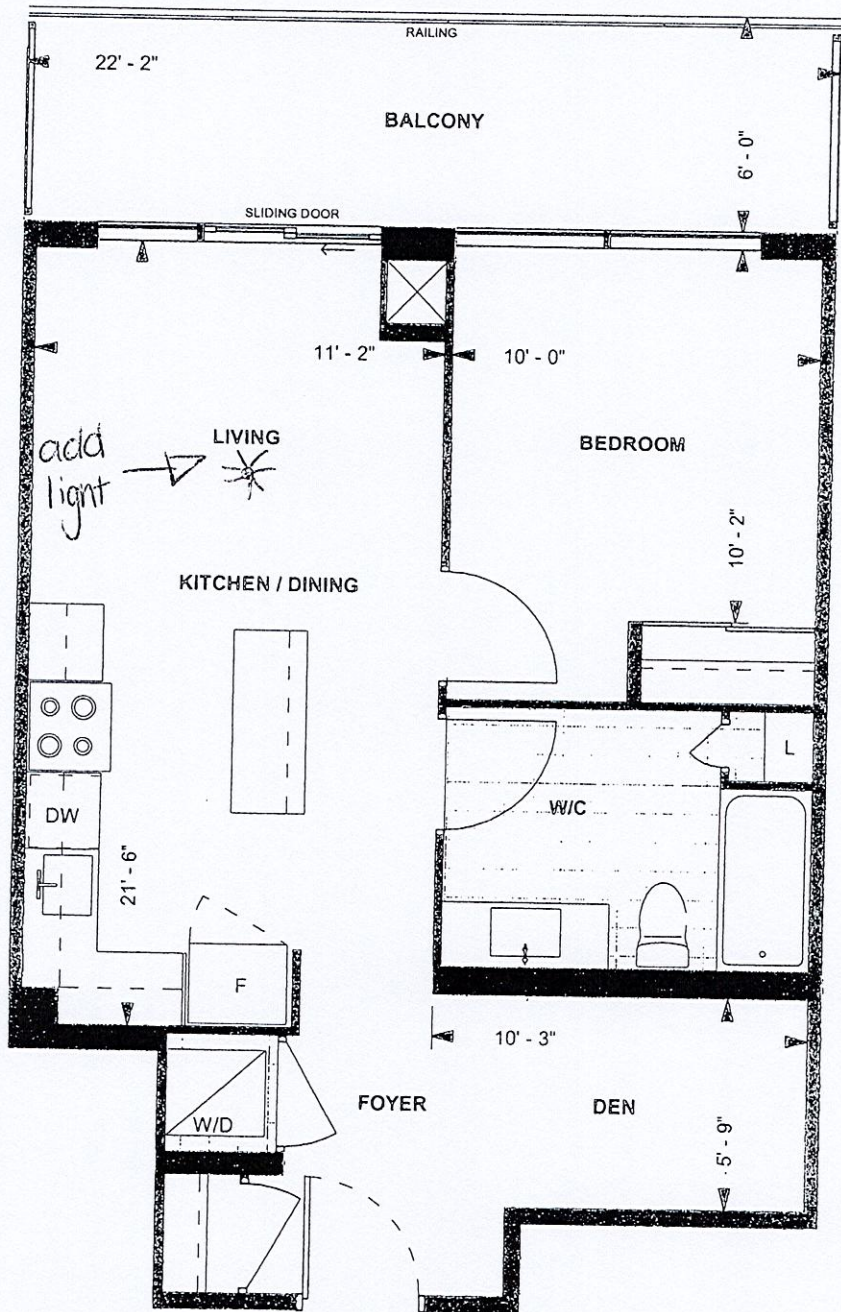 RAILING
22' - 2"
BALCONY
6' - 0"
SLIDING DOOR
11' - 2"
10' - 0"
add
light
LIVING
BEDROOM
10' - 2"
KITCHEN / DINING
DW
21' - 6"
W/C
L
F
10' - 3"
W/D
FOYER
DEN
5' - 9"